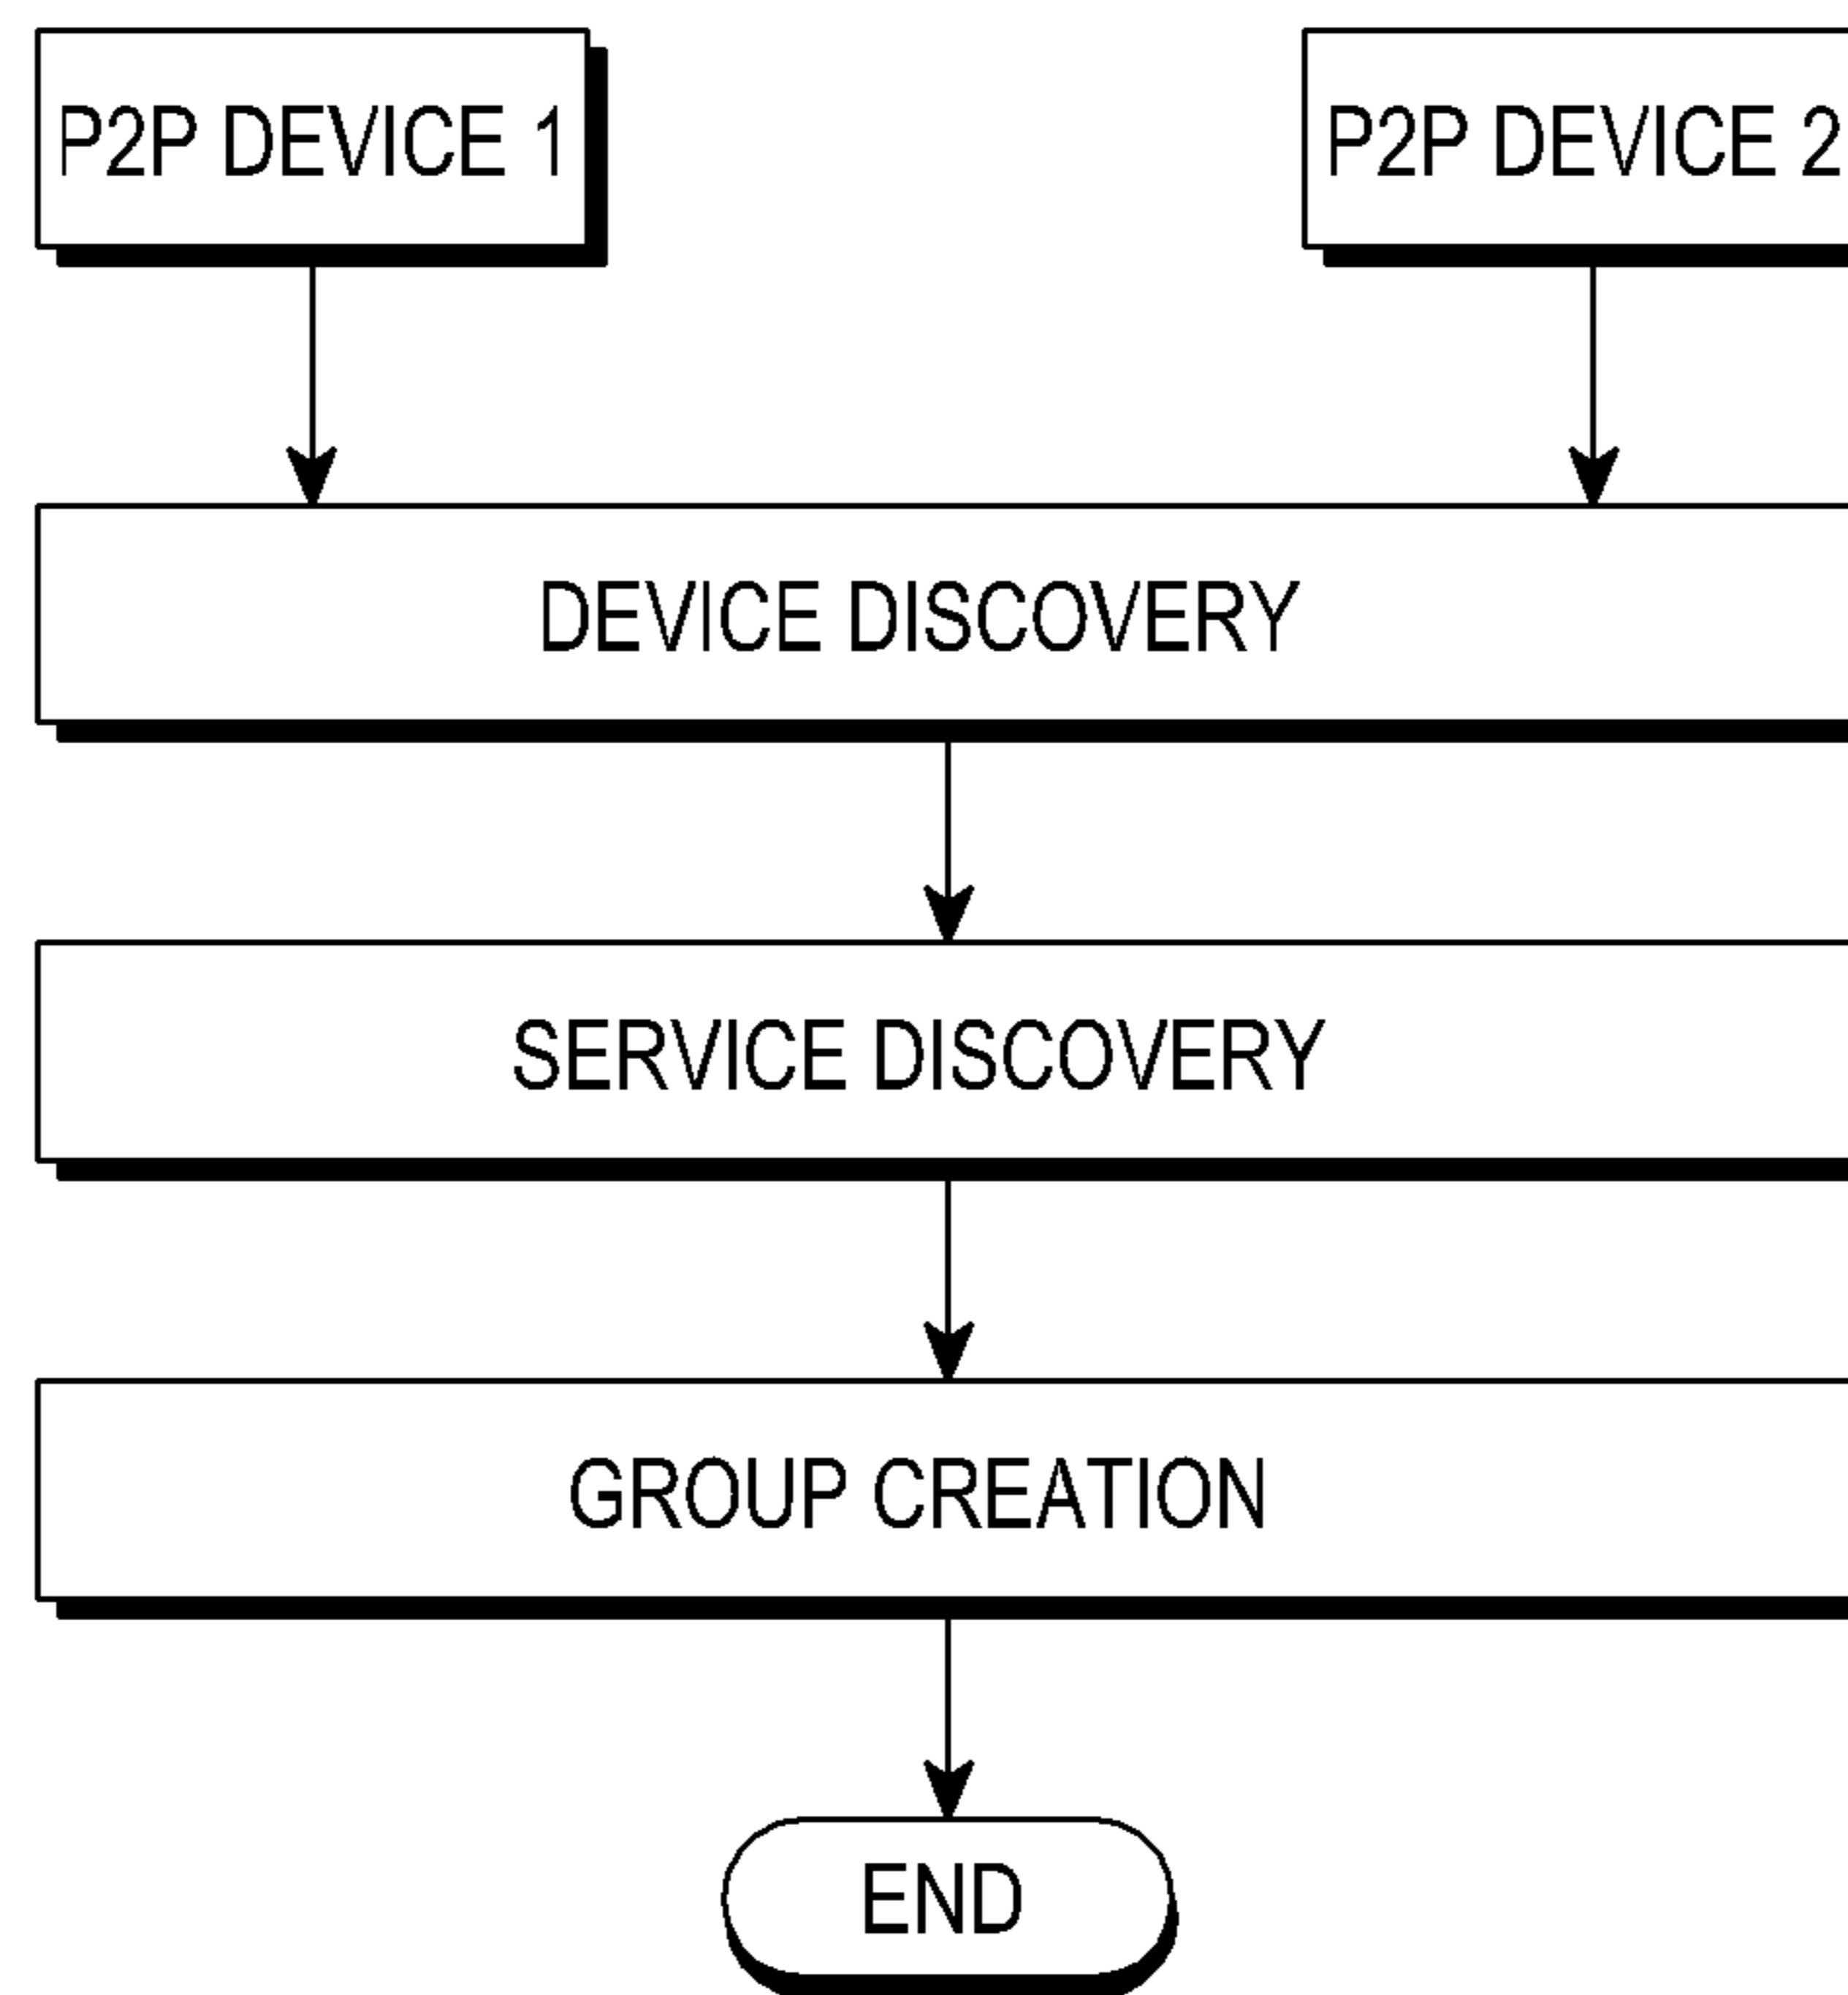 P2P DEVICE 1
P2P DEVICE 2
DEVICE DISCOVERY
SERVICE DISCOVERY
GROUP CREATION
END